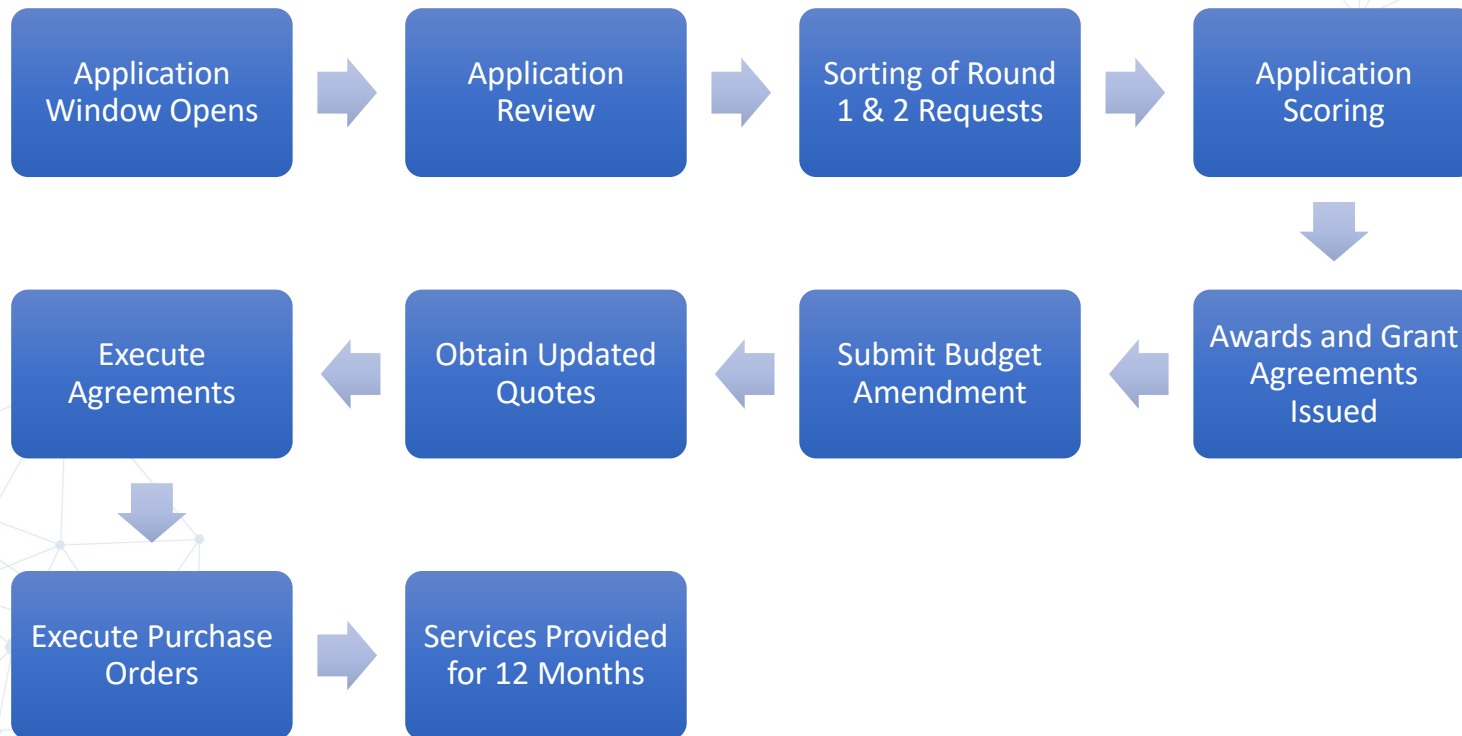 Application
Window Opens
Application
Review
Sorting of Round
1 & 2 Requests
Application
Scoring
Awards and Grant
Agreements
Issued
Submit Budget
Amendment
Obtain Updated
Quotes
Execute
Agreements
Execute Purchase
Orders
Services Provided
for 12 Months